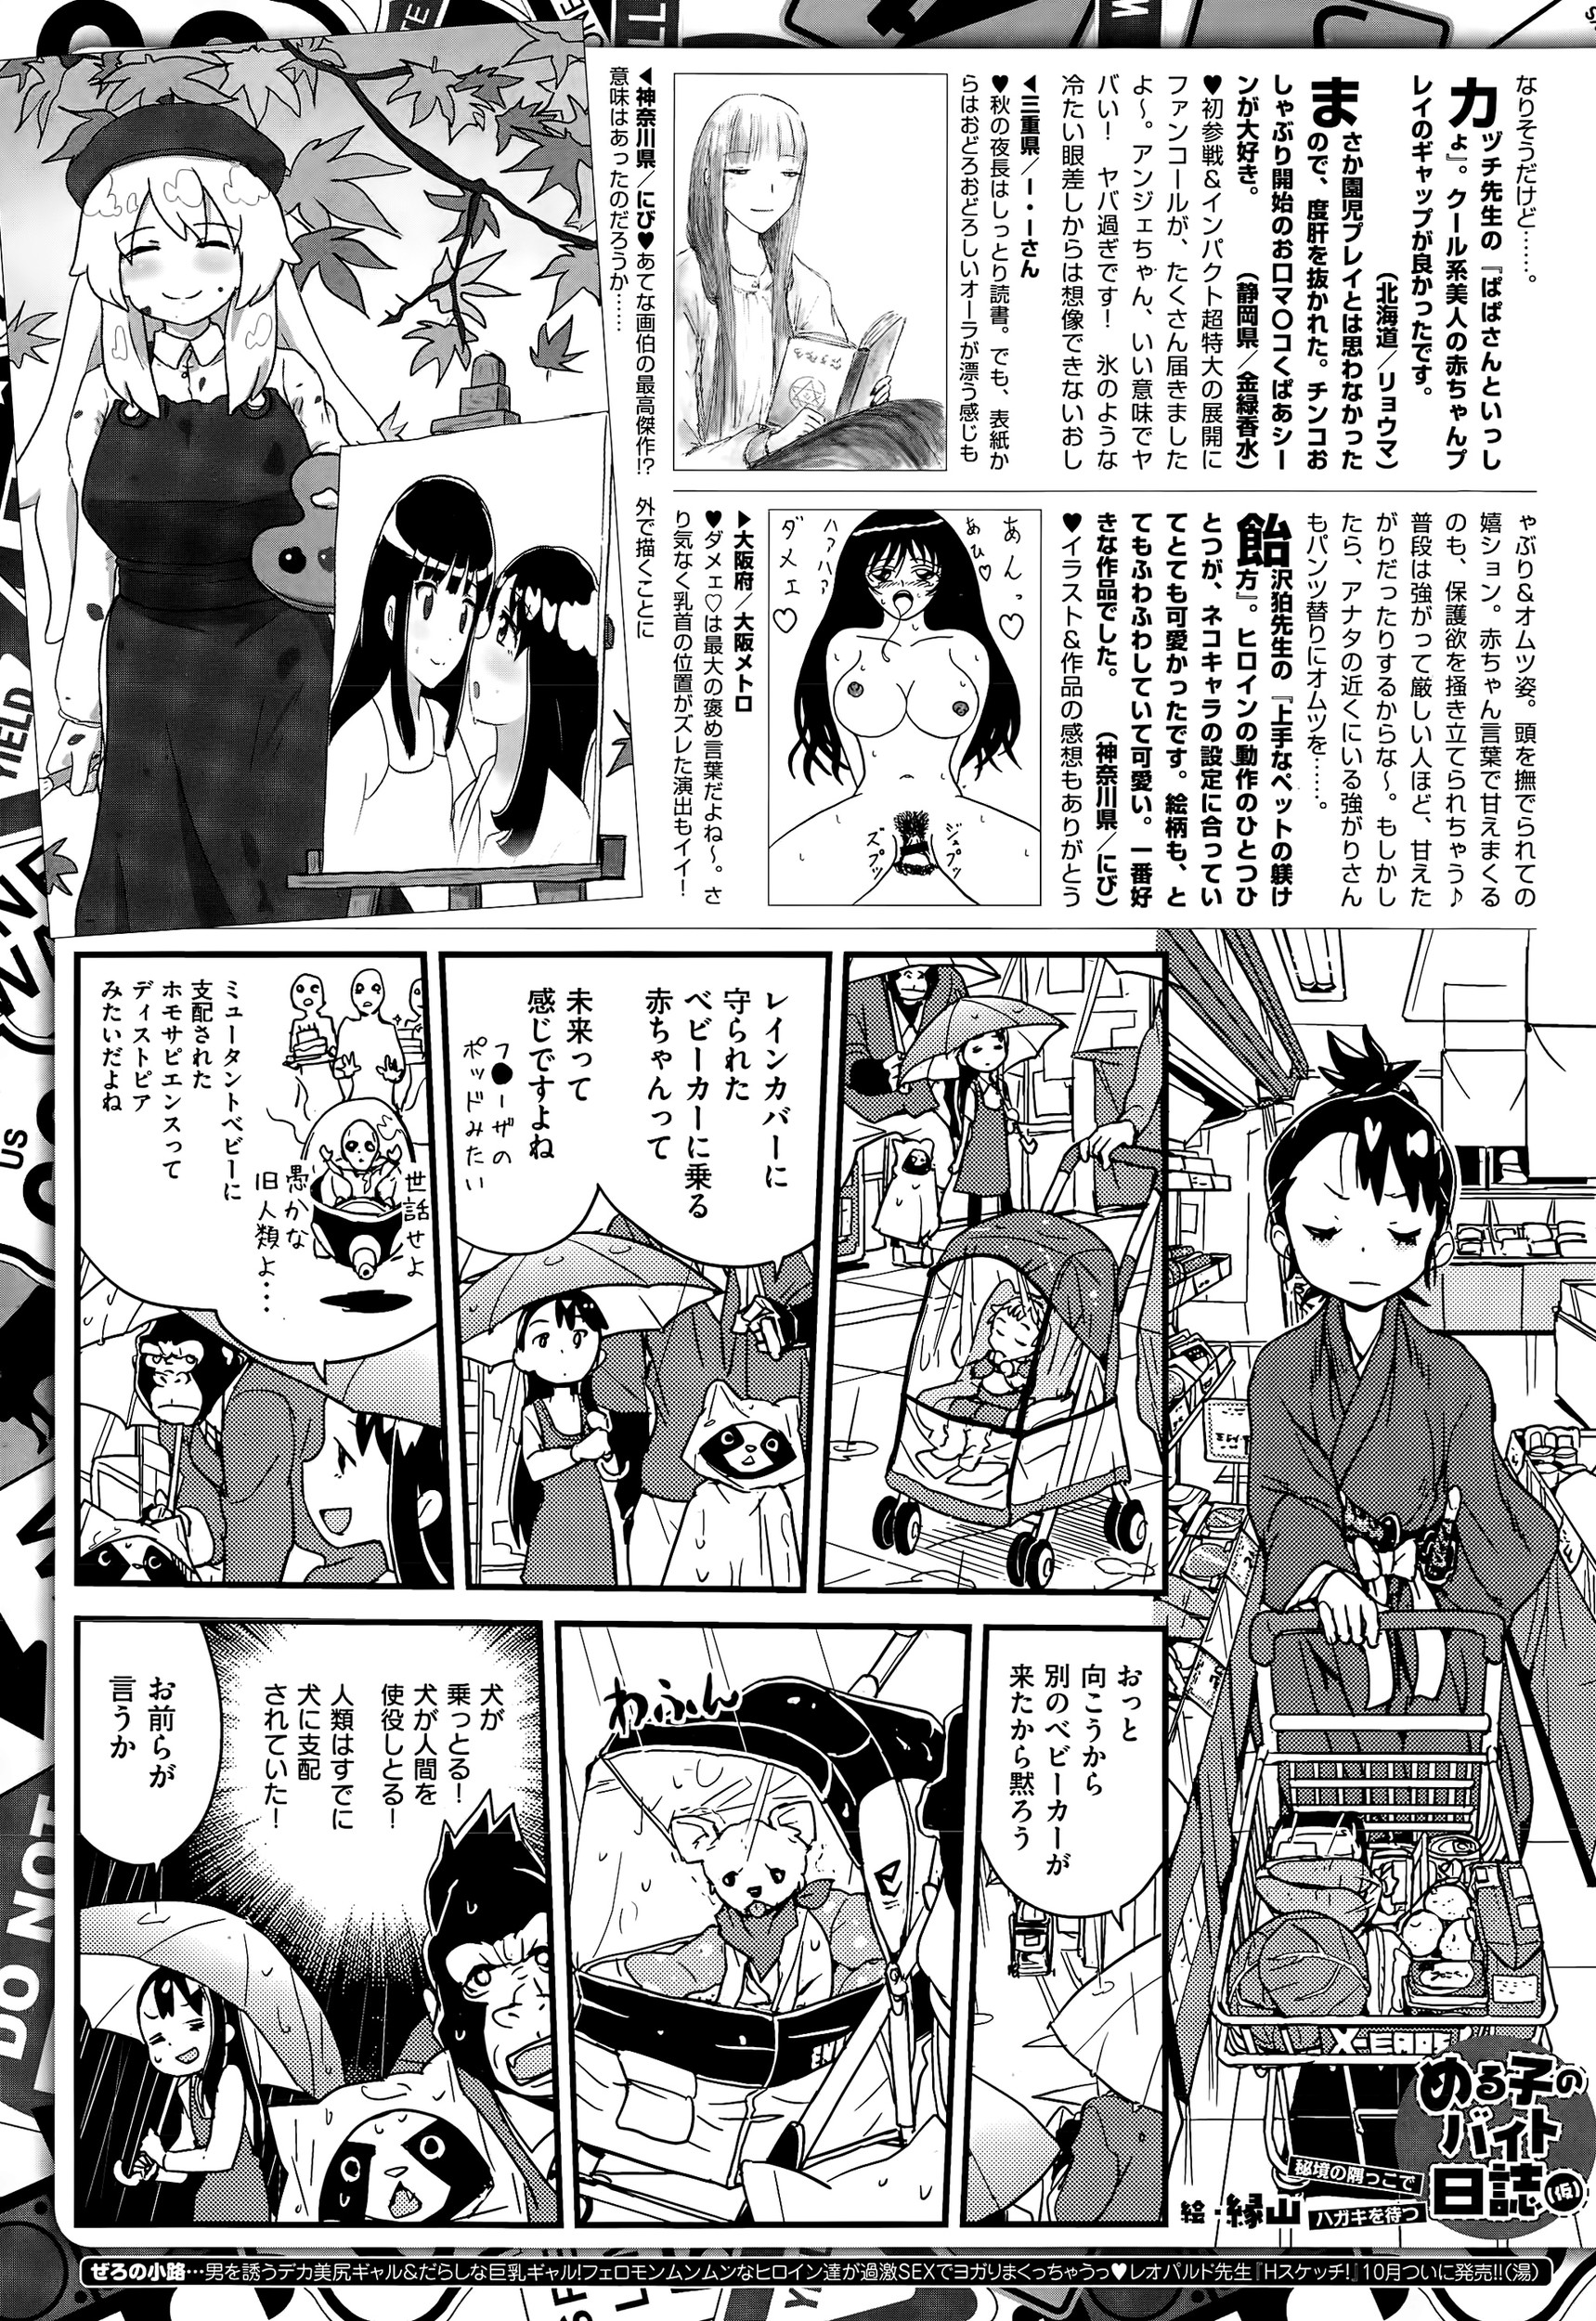 なりそうだけど……。
カヅチ先生の『ぱぱさんといっし
ょ』。クール系美人の赤ちゃんプ
レイのギャップが良かったです。
(北海道／リョウマ)
まさか園児プレイとは思わなかった
ので、度肝を抜かれた。チンコお
しゃぶり開始のお口マ〇コくぱあシー
ンが大好き。
(静岡県／金緑香水)
♥初参戦&インパクト超特大の展開に
ファンコールが、たくさん届きました
よ〜。アンジェちゃん、いい意味でヤ
バい！　ヤバ過ぎです！　氷のような
冷たい眼差しからは想像できないおし
◀三重県／I・Iさん
♥秋の夜長はしっとり読書。でも、表紙か
らはおどろおどろしいオーラが漂う感じも
◀神奈川県／にび♥あてな画伯の最高傑作!?　外で描くことに
意味はあったのだろうか……
ゃぶり&オムツ姿。頭を撫でられての
嬉ション。赤ちゃん言葉で甘えまくる
のも、保護欲を掻き立てられちゃう♪
普段は強がって厳しい人ほど、甘えた
がりだったりするからな〜。もしかし
たら、アナタの近くにいる強がりさん
もパンツ替りにオムツを……。
飴沢狛先生の『上手なペットの躾け
方』。ヒロインの動作のひとつひ
とつが、ネコキャラの設定に合ってい
てとても可愛かったです。絵柄も、と
てもふわふわしていて可愛い。一番好
きな作品でした。
(神奈川県／にび)
♥イラスト&作品の感想もありがとう
あんっ♡
あひ♡
ハァハァ
ダメェ♡
ジュプッ
ズプッ
▶大阪府／大阪メトロ
♥ダメェ♡は最大の褒め言葉だよね〜。さ
り気なく乳首の位置がズレた演出もイイ！
レインカバーに
守られた
ベビーカーに乗る
赤ちゃんって
未来って
感じですよね
フ●ーザの
ポッドみたい
世話せよ
愚かな
旧人類よ…
ミュータントベビーに
支配された
ホモサピエンスって
ディストピア
みたいだよね
おっと
向こうから
別のベビーカーが
来たから黙ろう
わふん
犬が
乗っとる！
犬が人間を
使役しとる！
人類はすでに
犬に支配
されていた！
お前らが
言うか
める子の
バイト
日誌(仮)
秘境の隅っこで
ハガキを待つ
絵・縁山
YIELD
US
DO NOT
ぜろの小路…男を誘うデカ美尻ギャル&だらしな巨乳ギャル!フェロモンムンムンなヒロイン達が過激SEXでヨガりまくっちゃうっ♥レオパルド先生『Hスケッチ!』10月ついに発売!!(湯)